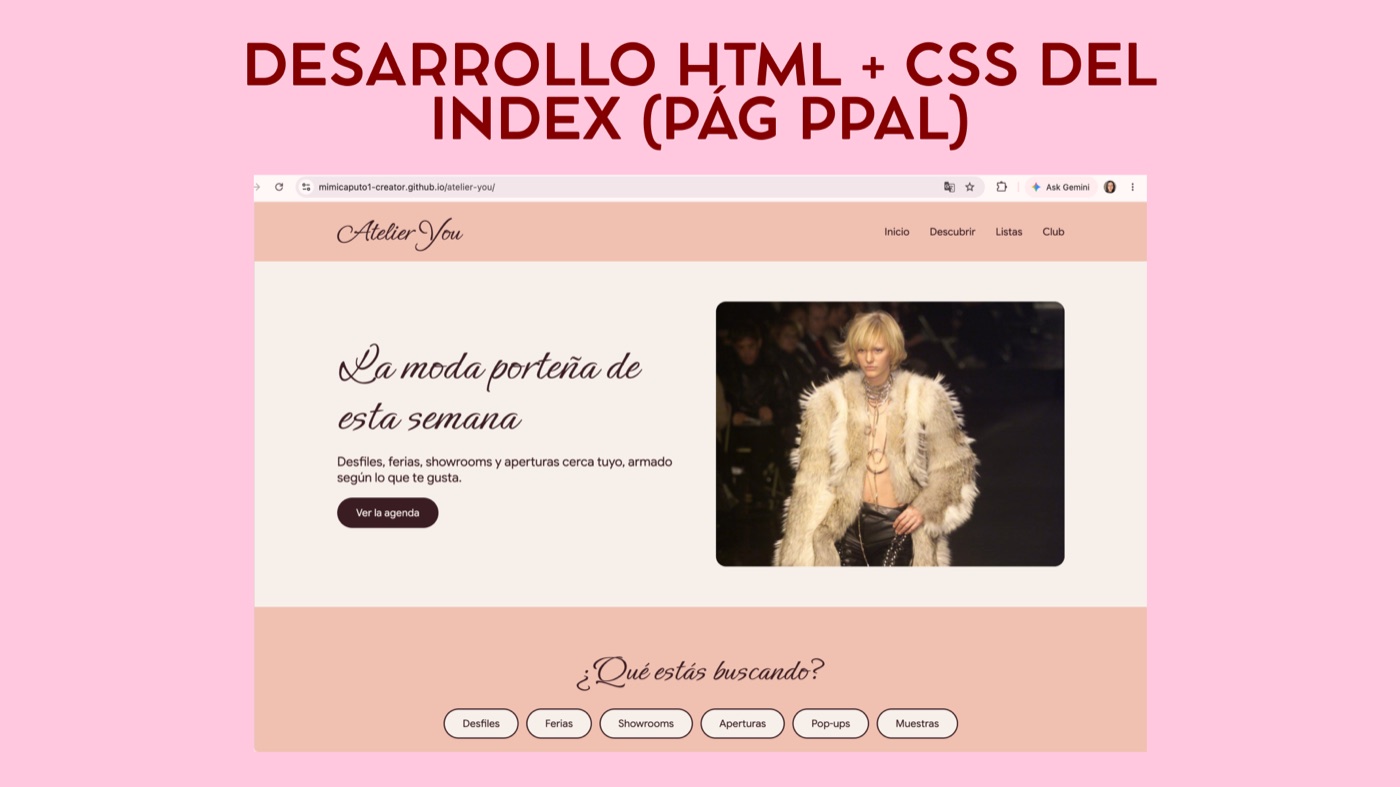 DESARROLLO HTML + CSS DEL
INDEX (PÁG PPAL)
mimicaputo1-creator.github.io/atelier-you/
Ask Gemini
Atelier You
Inicio Descubrir Listas Club
La moda porteña de
esta semana
Desfiles, ferias, showrooms y aperturas cerca tuyo, armado
según lo que te gusta.
Ver la agenda
¿Qué estás buscando?
Desfiles Ferias Showrooms Aperturas Pop-ups Muestras